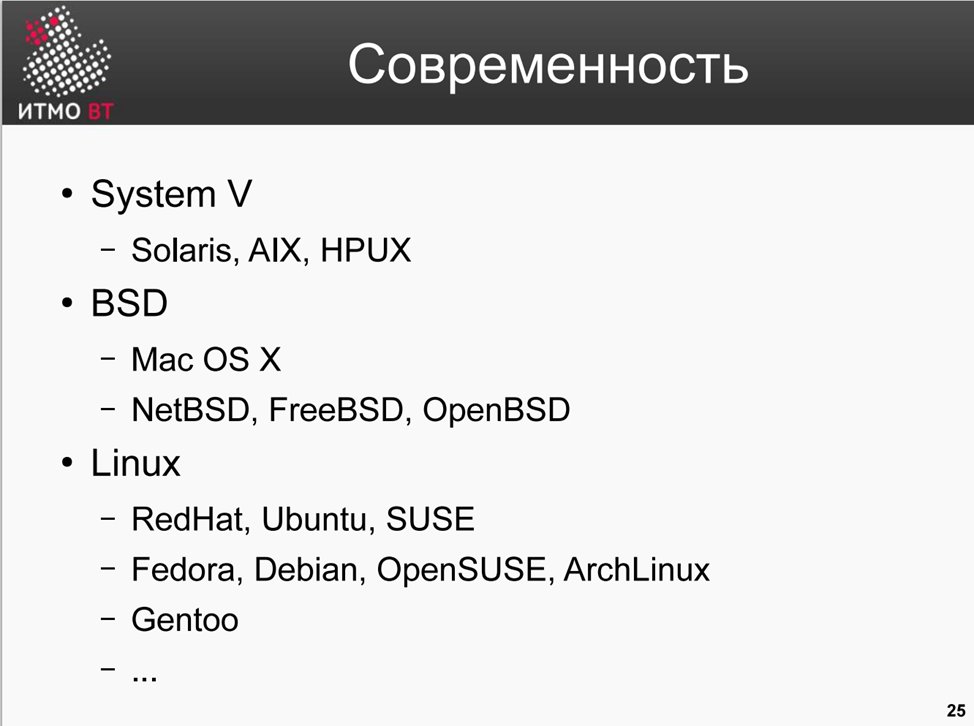 ИТМО ВТ
Современность
• System V
– Solaris, AIX, HPUX
• BSD
– Mac OS X
– NetBSD, FreeBSD, OpenBSD
• Linux
– RedHat, Ubuntu, SUSE
– Fedora, Debian, OpenSUSE, ArchLinux
– Gentoo
– ...
25